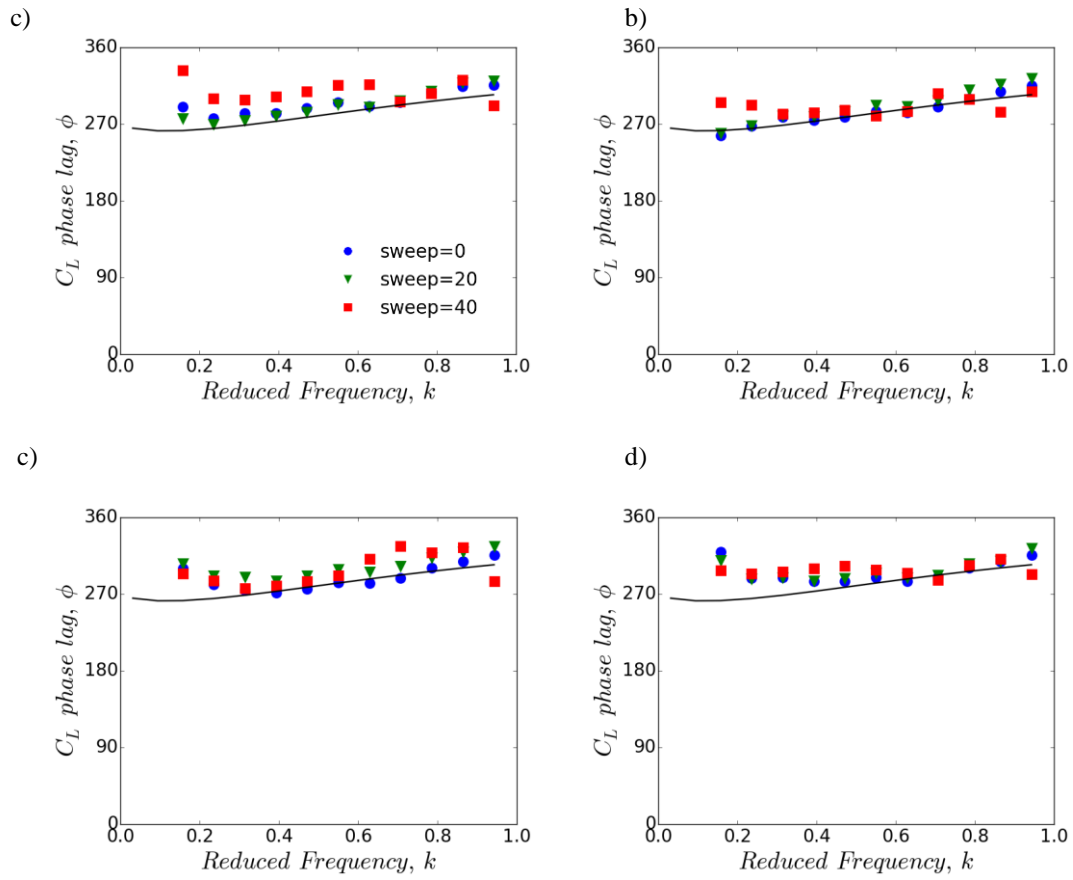 c)
360
270
180
90
0
C_L phase lag, ϕ
sweep=0
sweep=20
sweep=40
0.0 0.2 0.4 0.6 0.8 1.0
Reduced Frequency, k
b)
360
270
180
90
0
C_L phase lag, ϕ
0.0 0.2 0.4 0.6 0.8 1.0
Reduced Frequency, k
c)
360
270
180
90
0
C_L phase lag, ϕ
0.0 0.2 0.4 0.6 0.8 1.0
Reduced Frequency, k
d)
360
270
180
90
0
C_L phase lag, ϕ
0.0 0.2 0.4 0.6 0.8 1.0
Reduced Frequency, k